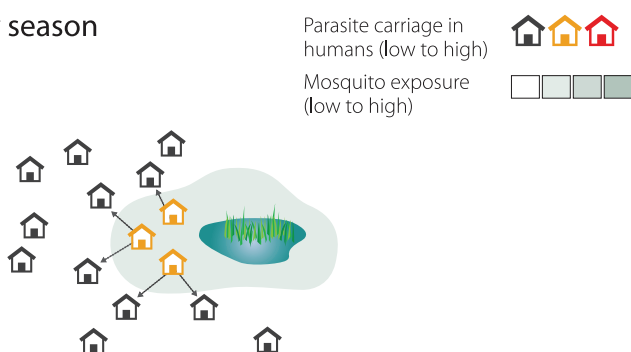 season
Parasite carriage in
humans (low to high)
Mosquito exposure
(low to high)